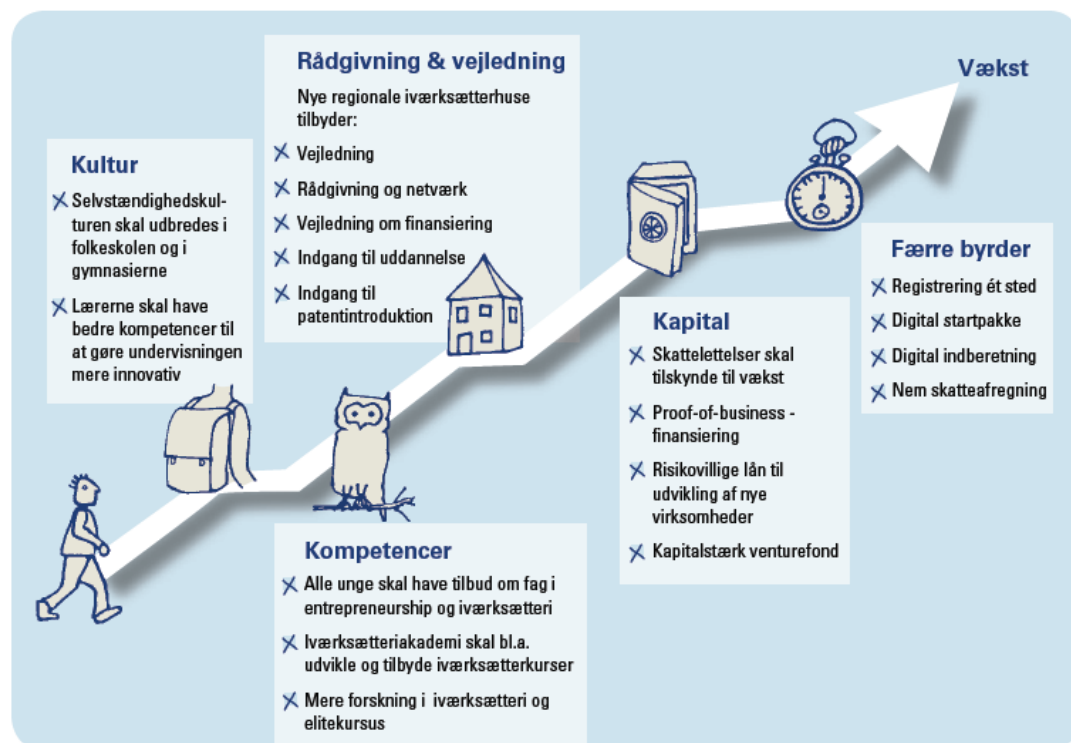 Kultur
Selvstændighedskul-
turen skal udbredes i
folkeskolen og i
gymnasierne
Lærerne skal have
bedre kompetencer til
at gøre undervisningen
mere innovativ
Rådgivning & vejledning
Nye regionale iværksætterhuse
tilbyder:
Vejledning
Rådgivning og netværk
Vejledning om finansiering
Indgang til uddannelse
Indgang til
patentintroduktion
Kompetencer
Alle unge skal have tilbud om fag i
entrepreneurship og iværksætteri
Iværksætteriakademi skal bl.a.
udvikle og tilbyde iværksætterkurser
Mere forskning i iværksætteri og
elitekursus
Kapital
Skattelettelser skal
tilskynde til vækst
Proof-of-business -
finansiering
Risikovillige lån til
udvikling af nye
virksomheder
Kapitalstærk venturefond
Færre byrder
Registrering ét sted
Digital startpakke
Digital indberetning
Nem skatteafregning
Vækst